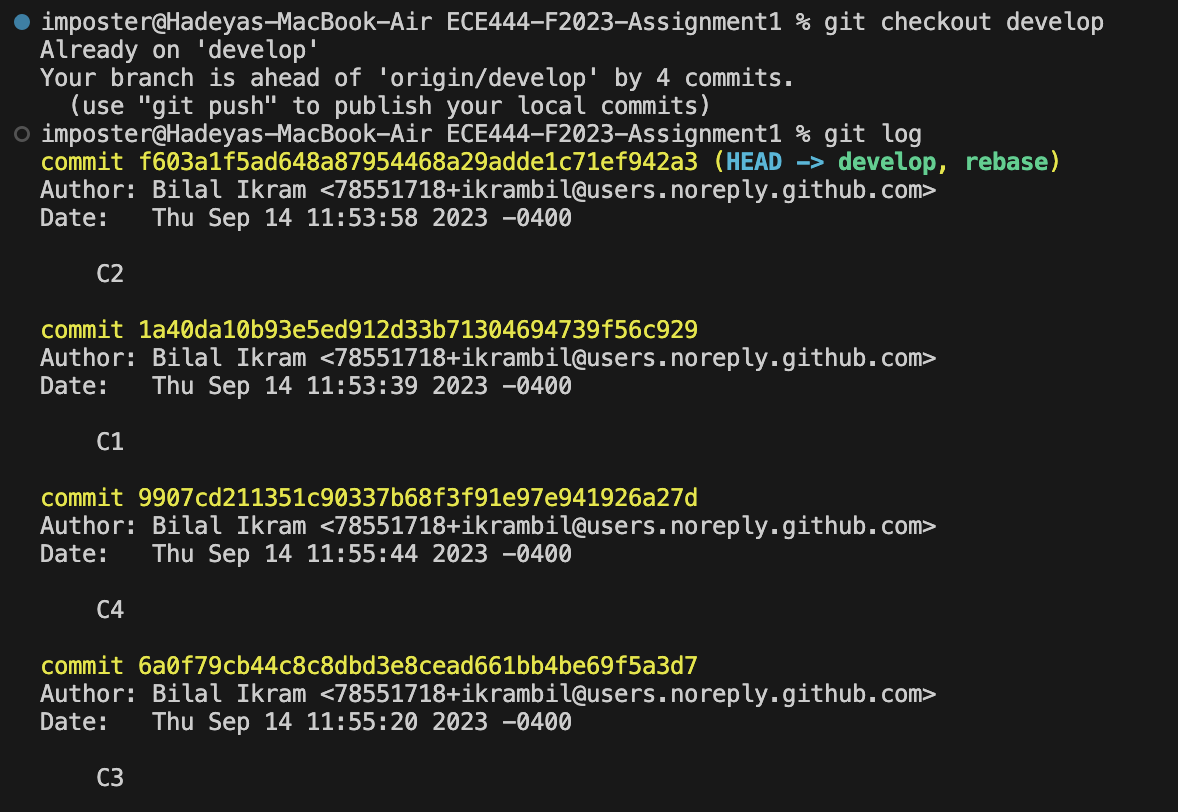 imposter@Hadeyas-MacBook-Air ECE444-F2023-Assignment1 % git checkout develop
Already on 'develop'
Your branch is ahead of 'origin/develop' by 4 commits.
  (use "git push" to publish your local commits)
imposter@Hadeyas-MacBook-Air ECE444-F2023-Assignment1 % git log
commit f603a1f5ad648a87954468a29adde1c71ef942a3 (HEAD -> develop, rebase)
Author: Bilal Ikram <78551718+ikrambil@users.noreply.github.com>
Date:   Thu Sep 14 11:53:58 2023 -0400
    C2
commit 1a40da10b93e5ed912d33b71304694739f56c929
Author: Bilal Ikram <78551718+ikrambil@users.noreply.github.com>
Date:   Thu Sep 14 11:53:39 2023 -0400
    C1
commit 9907cd211351c90337b68f3f91e97e941926a27d
Author: Bilal Ikram <78551718+ikrambil@users.noreply.github.com>
Date:   Thu Sep 14 11:55:44 2023 -0400
    C4
commit 6a0f79cb44c8c8dbd3e8cead661bb4be69f5a3d7
Author: Bilal Ikram <78551718+ikrambil@users.noreply.github.com>
Date:   Thu Sep 14 11:55:20 2023 -0400
    C3